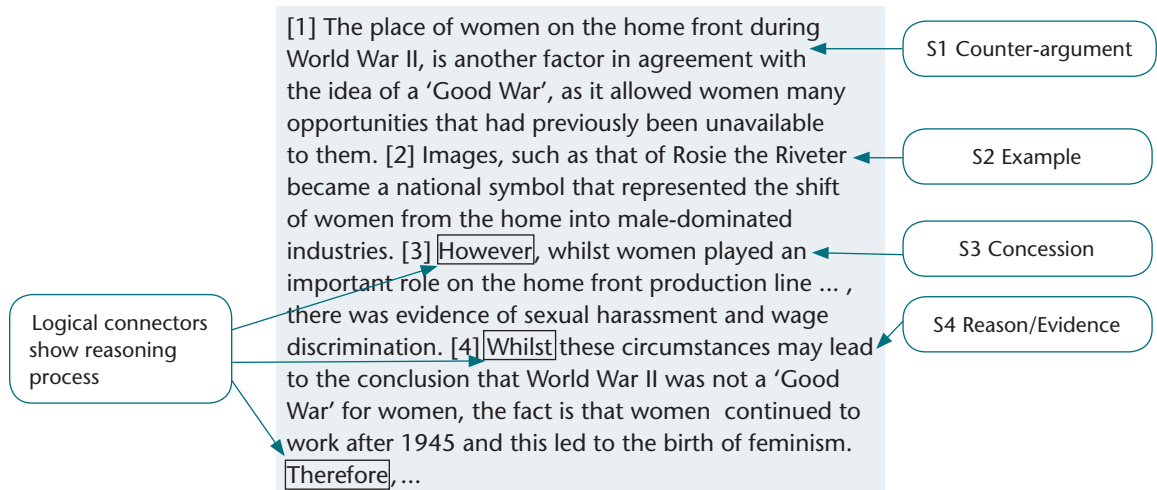 [1] The place of women on the home front during
World War II, is another factor in agreement with
the idea of a ‘Good War’, as it allowed women many
opportunities that had previously been unavailable
to them. [2] Images, such as that of Rosie the Riveter
became a national symbol that represented the shift
of women from the home into male-dominated
industries. [3] However, whilst women played an
important role on the home front production line ... ,
there was evidence of sexual harassment and wage
discrimination. [4] Whilst these circumstances may lead
to the conclusion that World War II was not a ‘Good
War’ for women, the fact is that women continued to
work after 1945 and this led to the birth of feminism.
Therefore, ...
S1 Counter-argument
S2 Example
S3 Concession
S4 Reason/Evidence
Logical connectors
show reasoning
process